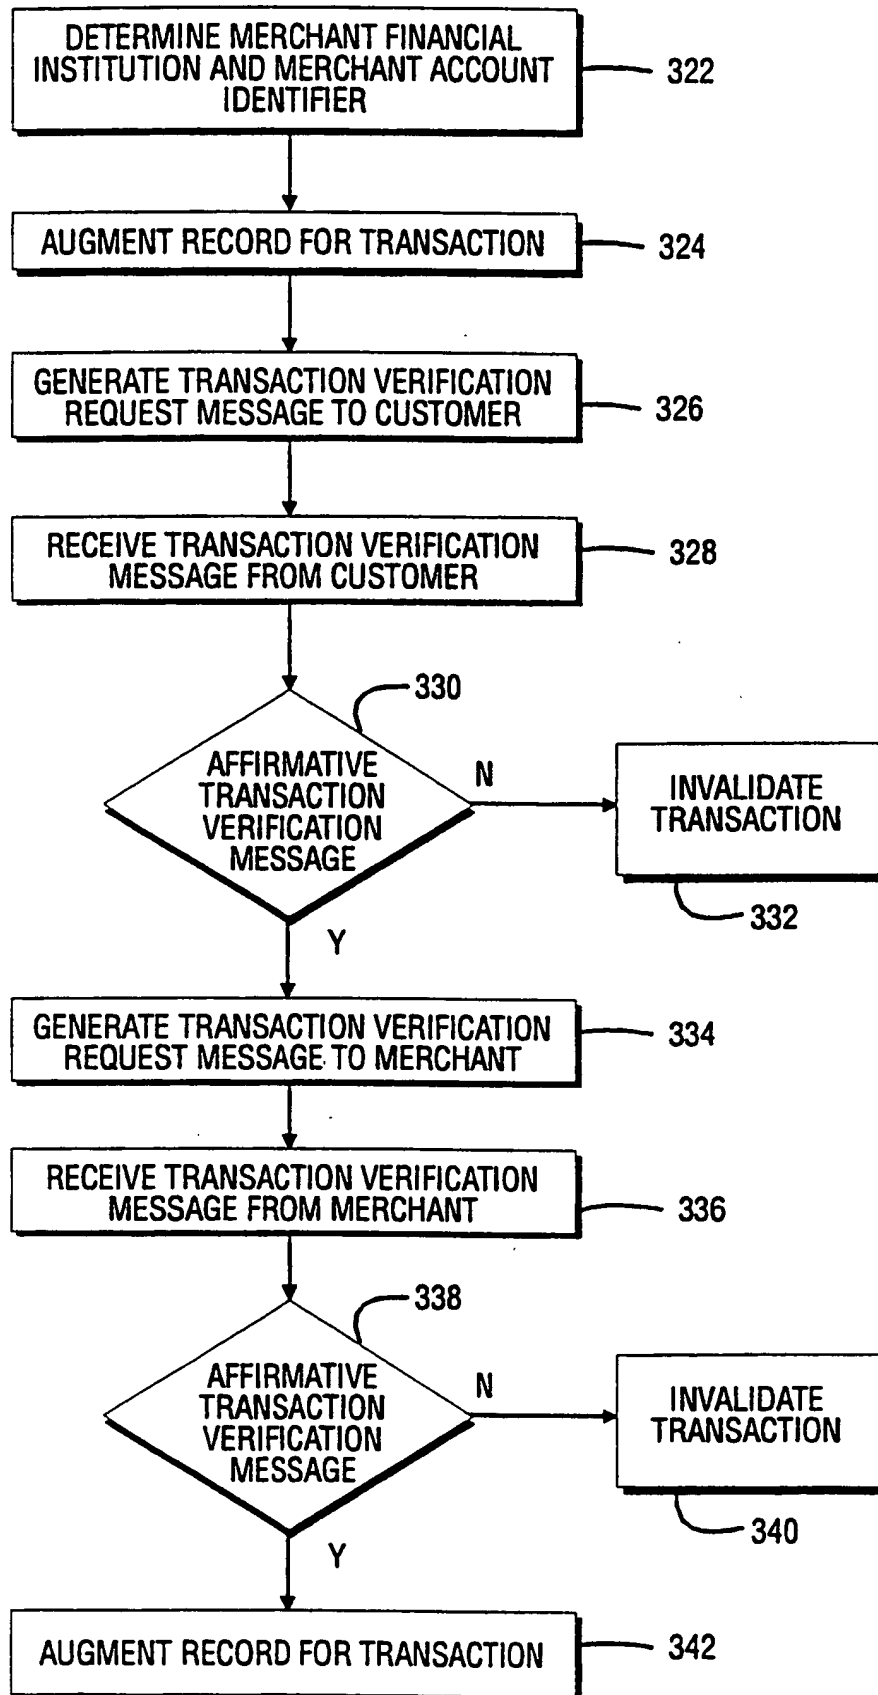 DETERMINE MERCHANT FINANCIAL
INSTITUTION AND MERCHANT ACCOUNT
IDENTIFIER
322
AUGMENT RECORD FOR TRANSACTION
324
GENERATE TRANSACTION VERIFICATION
REQUEST MESSAGE TO CUSTOMER
326
RECEIVE TRANSACTION VERIFICATION
MESSAGE FROM CUSTOMER
328
330
AFFIRMATIVE
TRANSACTION
VERIFICATION
MESSAGE
N
INVALIDATE
TRANSACTION
332
Y
GENERATE TRANSACTION VERIFICATION
REQUEST MESSAGE TO MERCHANT
334
RECEIVE TRANSACTION VERIFICATION
MESSAGE FROM MERCHANT
336
338
AFFIRMATIVE
TRANSACTION
VERIFICATION
MESSAGE
N
INVALIDATE
TRANSACTION
340
Y
AUGMENT RECORD FOR TRANSACTION
342